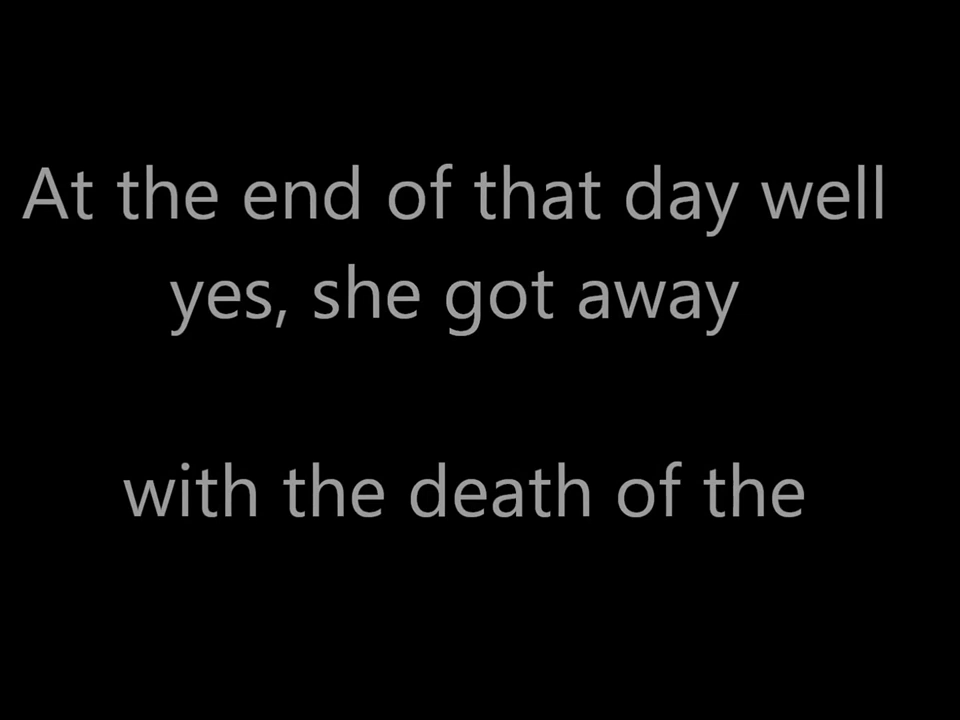 At the end of that day well
yes, she got away
with the death of the